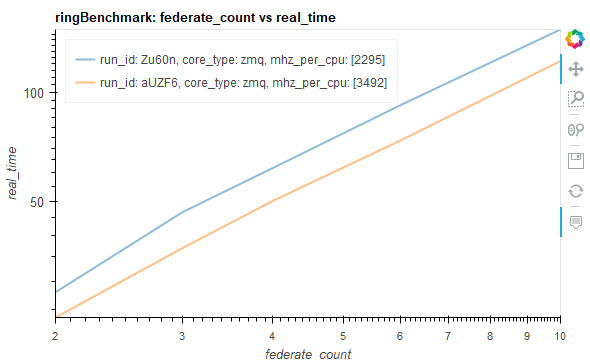 ringBenchmark: federate_count vs real_time
run_id: Zu60n, core_type: zmq, mhz_per_cpu: [2295]
run_id: aUZF6, core_type: zmq, mhz_per_cpu: [3492]
100
50
real_time
2 3 4 5 6 7 8 9 10
federate_count